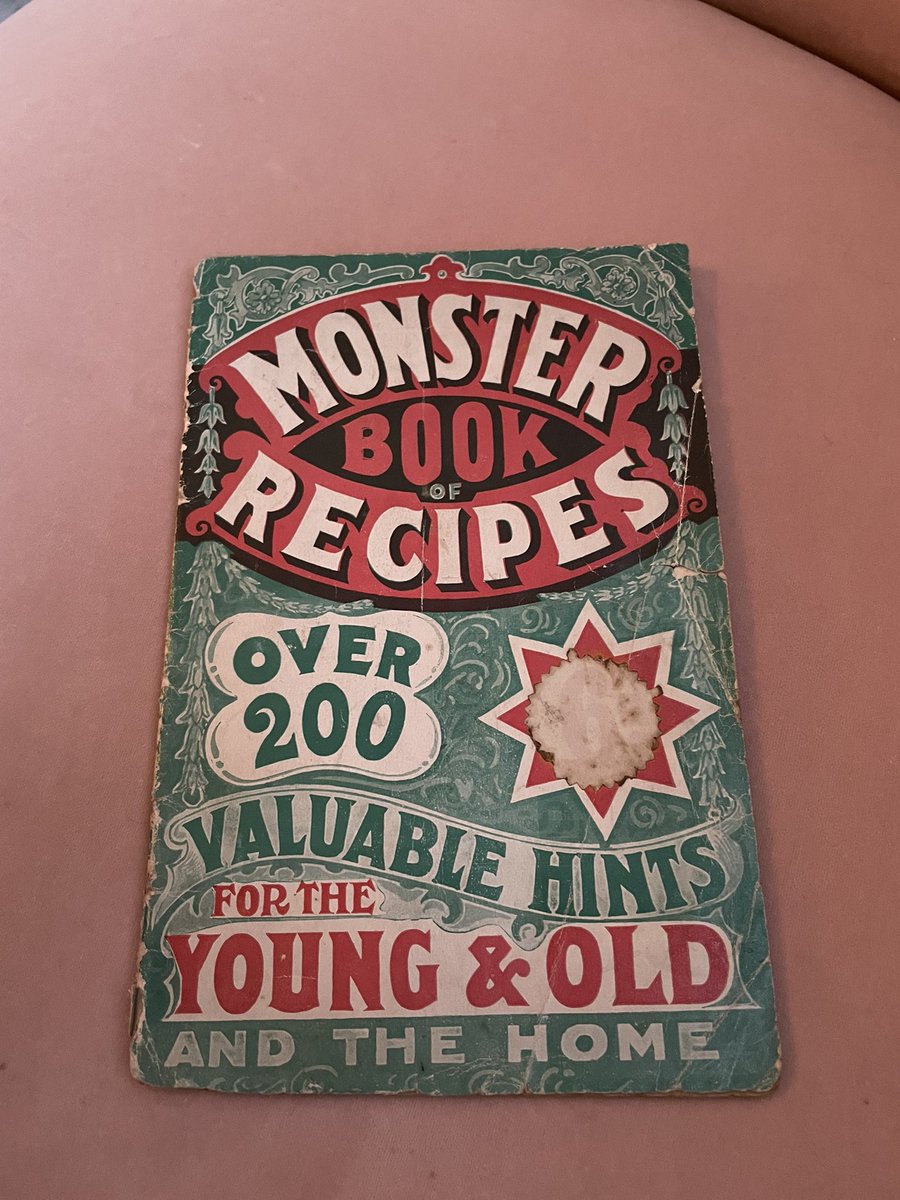 MONSTER
BOOK
OF
RECIPES
OVER
200
VALUABLE HINTS
FOR THE
YOUNG & OLD
AND THE HOME